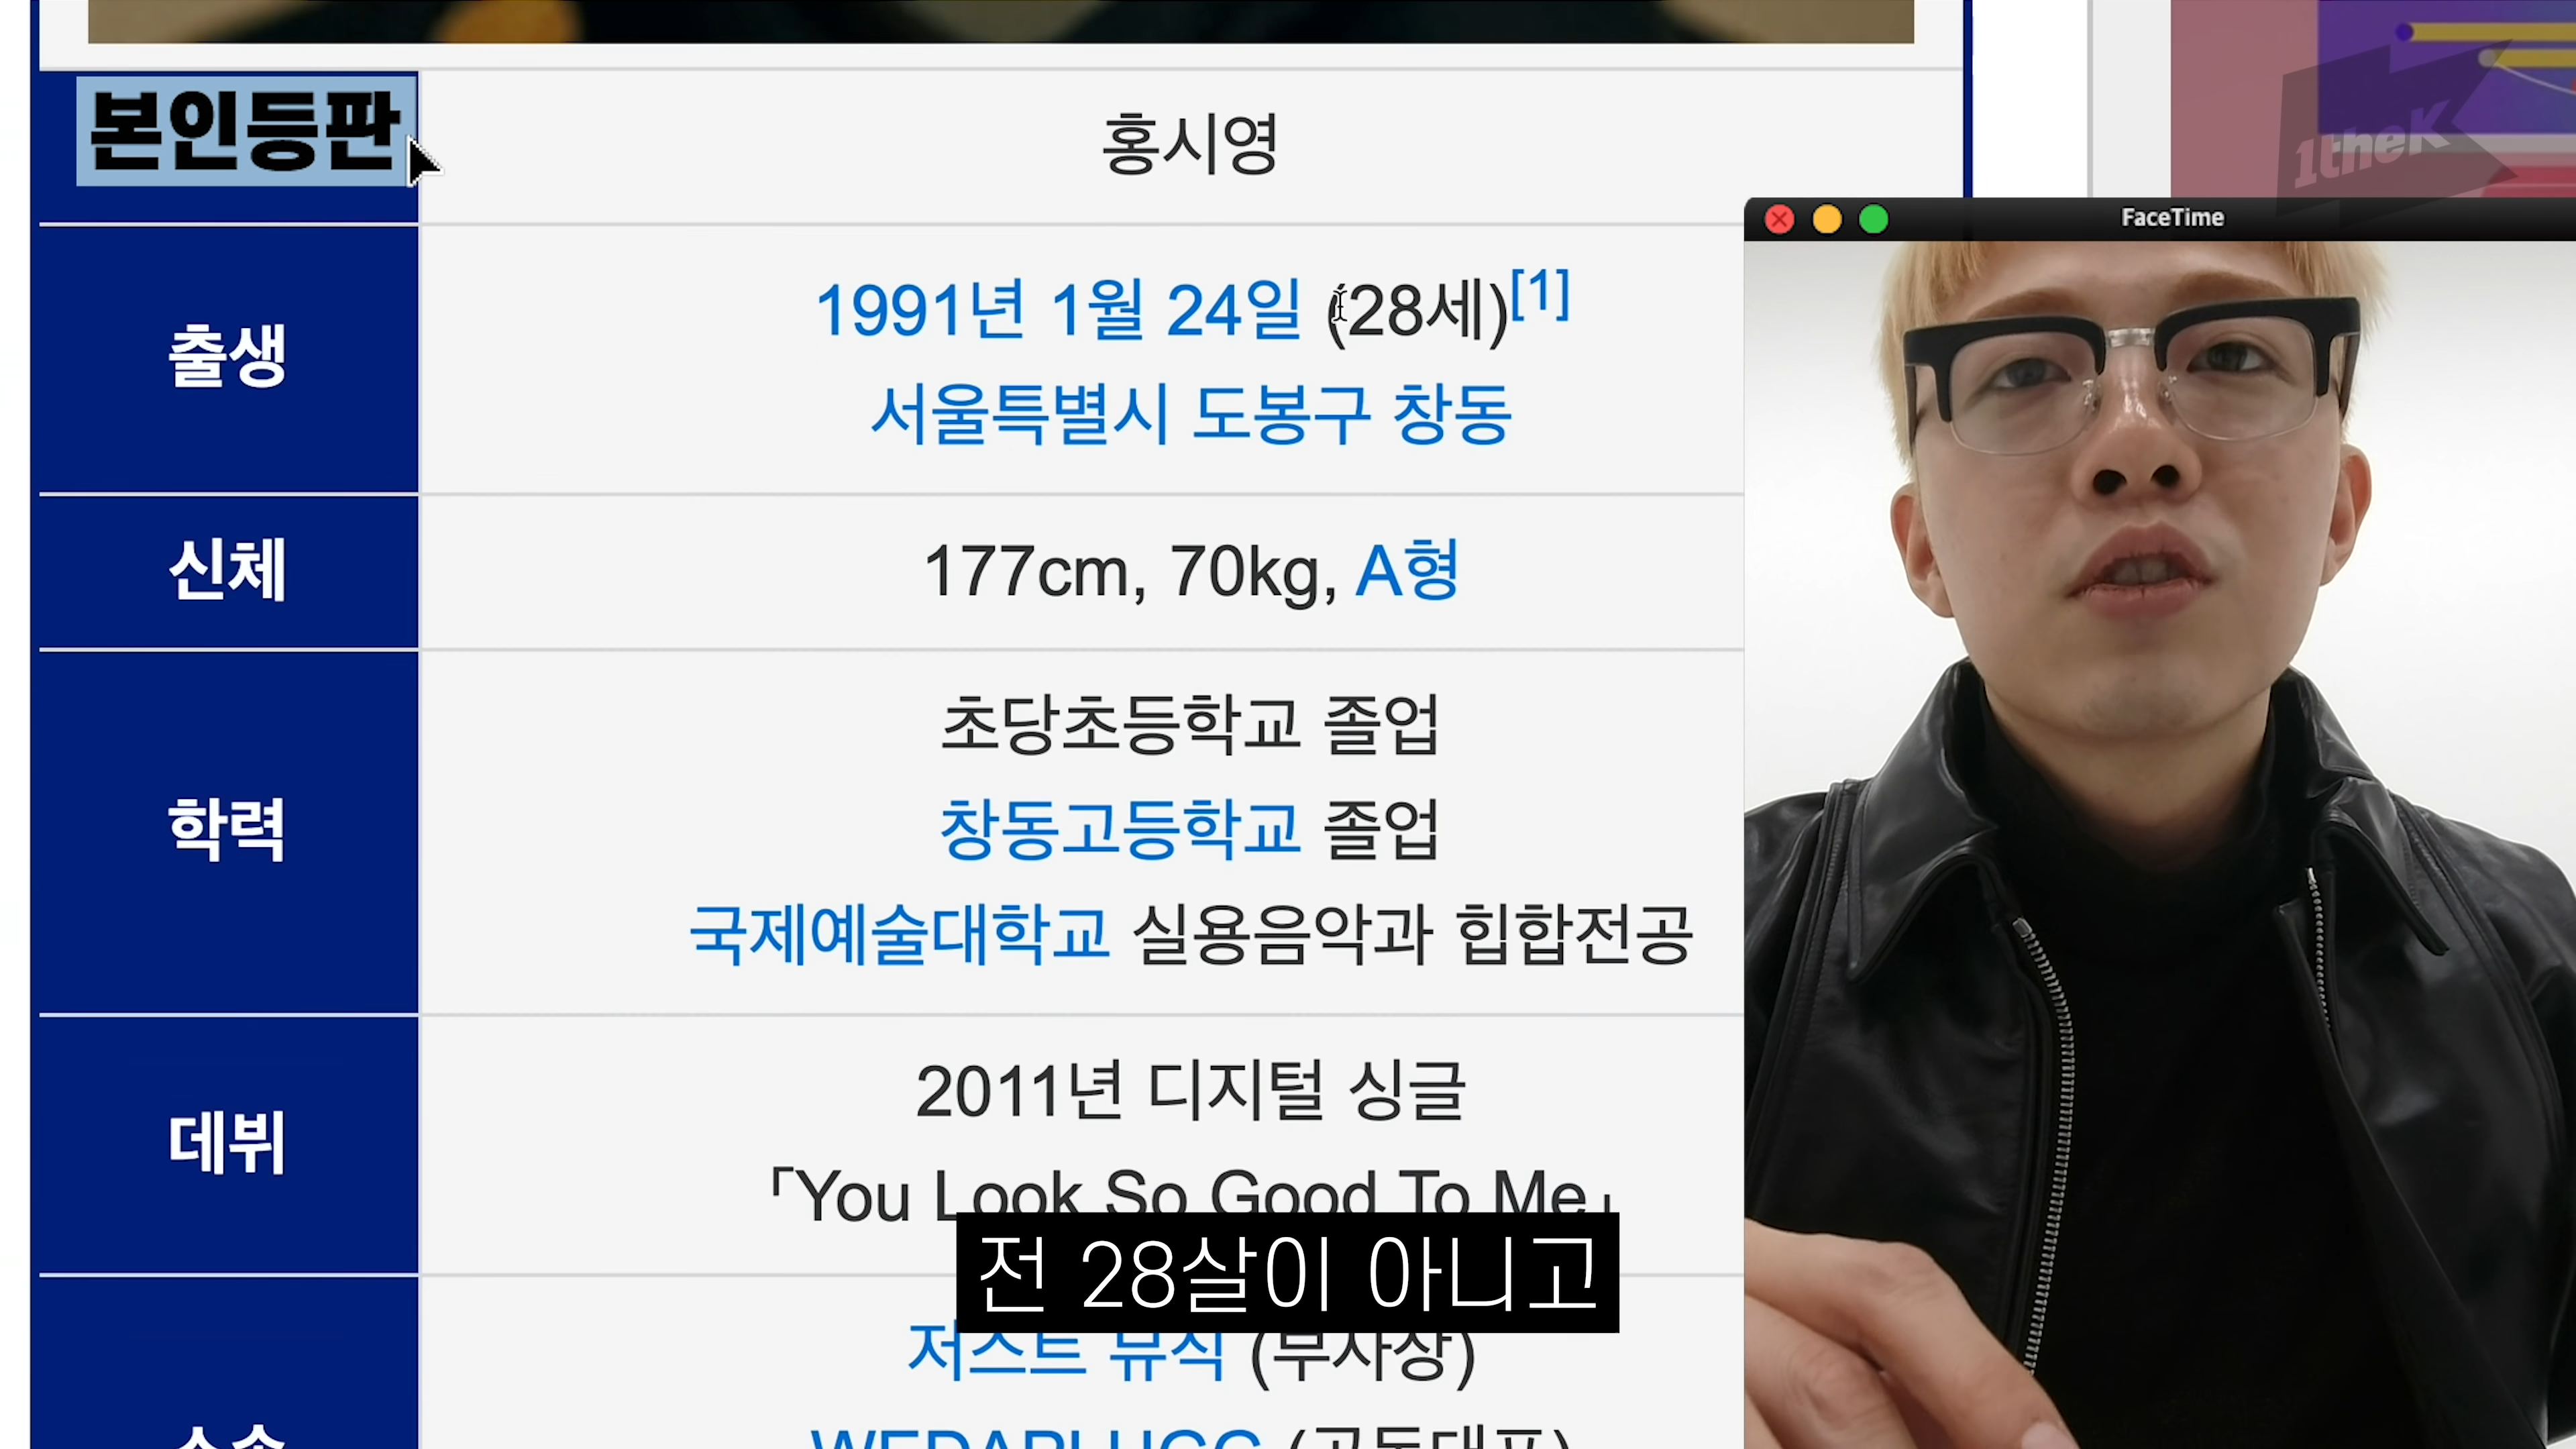 1theK
본인등판
홍시영
FaceTime
출생
1991년 1월 24일 (28세)[1]
서울특별시 도봉구 창동
신체
177cm, 70kg, A형
학력
초당초등학교 졸업
창동고등학교 졸업
국제예술대학교 실용음악과 힙합전공
데뷔
2011년 디지털 싱글
「You Look So Good To Me」
전 28살이 아니고
저스트 뮤직 (부사장)